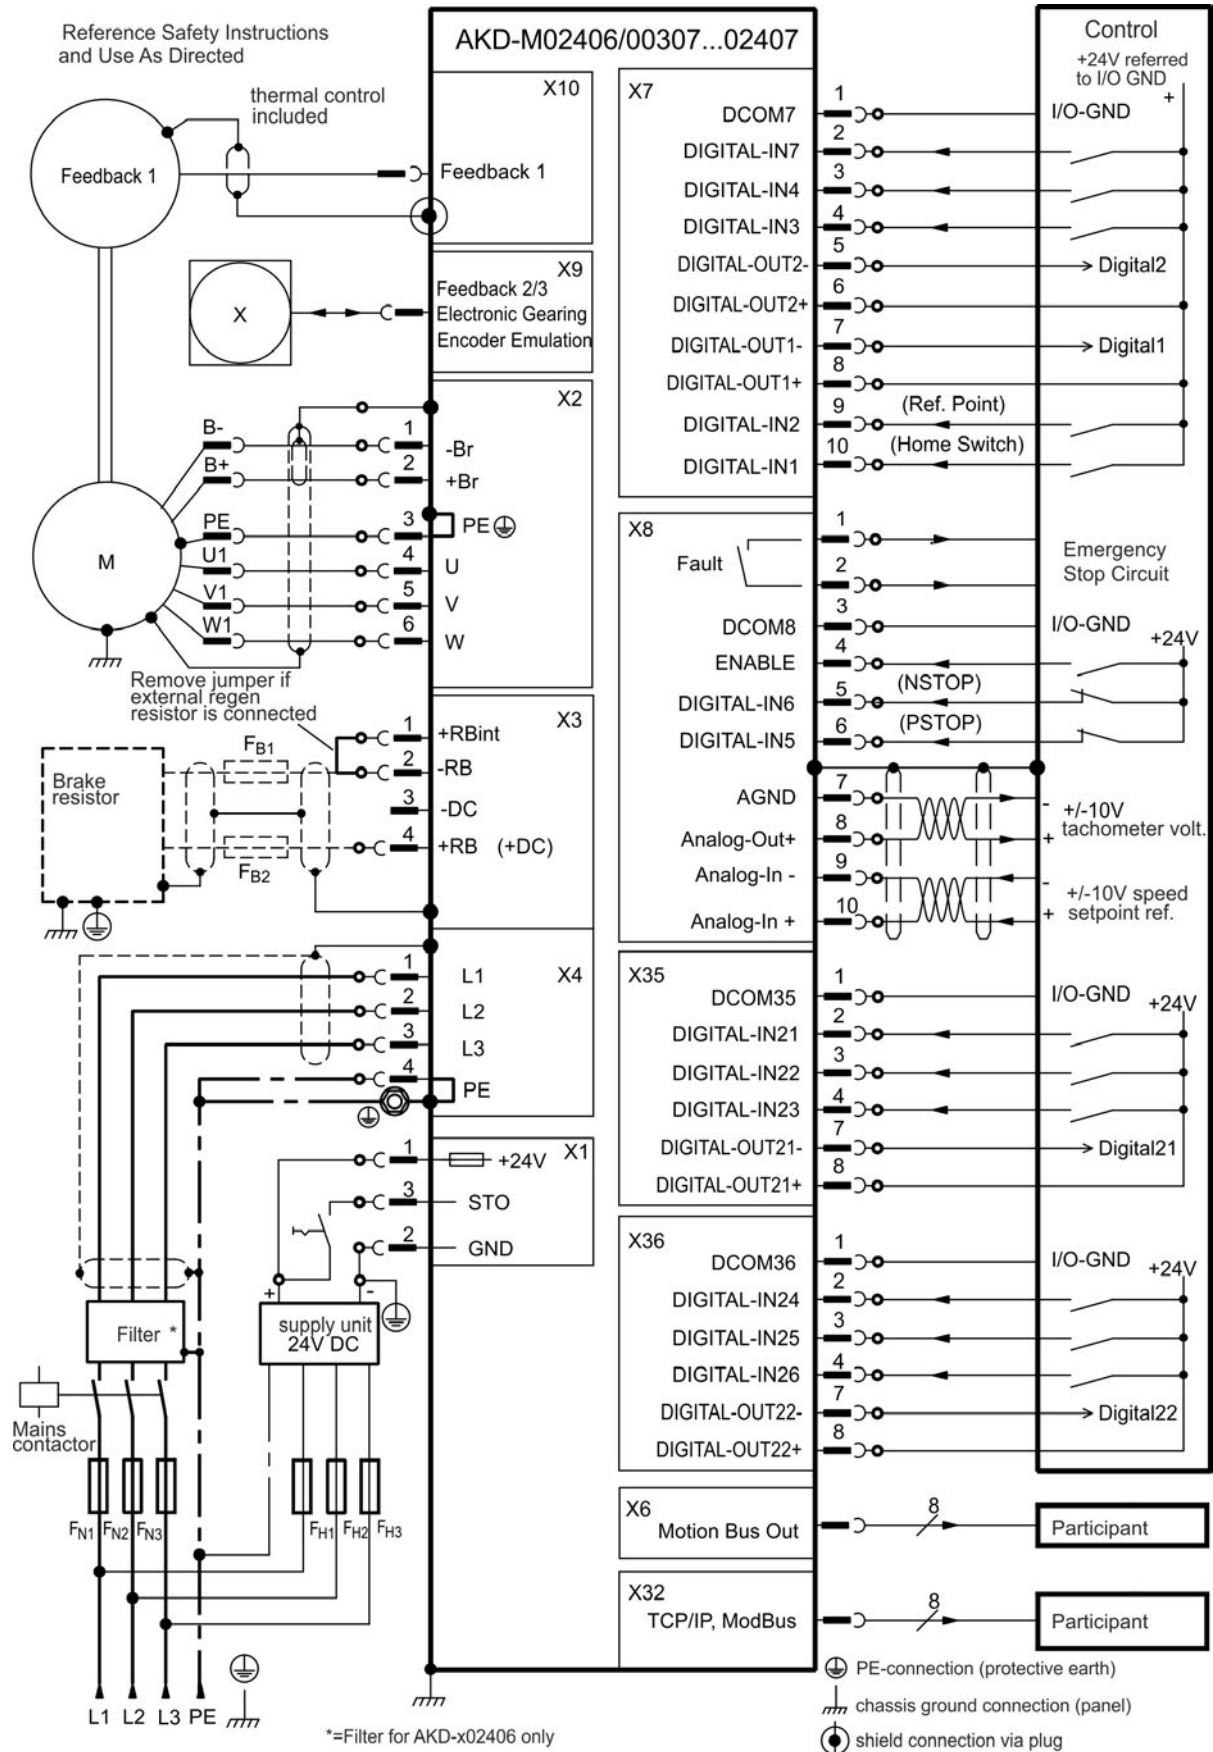 Reference Safety Instructions
and Use As Directed
AKD-M02406/00307...02407
thermal control
included
Feedback 1
X10
Feedback 1
X
X9
Feedback 2/3
Electronic Gearing
Encoder Emulation
X2
B- 1 -Br
B+ 2 +Br
PE 3 PE
U1 4 U
V1 5 V
W1 6 W
M
Remove jumper if
external regen
resistor is connected
X3
Brake
resistor
FB1
FB2
1 +RBint
2 -RB
3 -DC
4 +RB (+DC)
X4
1 L1
2 L2
3 L3
4 PE
X1
1 +24V
3 STO
2 GND
+ -
supply unit
24V DC
Filter *
Mains
contactor
FN1 FN2 FN3 FH1 FH2 FH3
L1 L2 L3 PE
*=Filter for AKD-x02406 only
Control
+24V referred
to I/O GND
+
X7
DCOM7 1 I/O-GND
DIGITAL-IN7 2
DIGITAL-IN4 3
DIGITAL-IN3 4
DIGITAL-OUT2- 5 Digital2
DIGITAL-OUT2+ 6
DIGITAL-OUT1- 7 Digital1
DIGITAL-OUT1+ 8
DIGITAL-IN2 9 (Ref. Point)
DIGITAL-IN1 10 (Home Switch)
X8
Fault 1
2
Emergency
Stop Circuit
DCOM8 3 I/O-GND
+24V
ENABLE 4
DIGITAL-IN6 5 (NSTOP)
DIGITAL-IN5 6 (PSTOP)
AGND 7 -
Analog-Out+ 8 +
+/-10V
tachometer volt.
Analog-In - 9 -
Analog-In + 10 +
+/-10V speed
setpoint ref.
X35
DCOM35 1 I/O-GND
+24V
DIGITAL-IN21 2
DIGITAL-IN22 3
DIGITAL-IN23 4
DIGITAL-OUT21- 7 Digital21
DIGITAL-OUT21+ 8
X36
DCOM36 1 I/O-GND
+24V
DIGITAL-IN24 2
DIGITAL-IN25 3
DIGITAL-IN26 4
DIGITAL-OUT22- 7 Digital22
DIGITAL-OUT22+ 8
X6
Motion Bus Out 8 Participant
X32
TCP/IP, ModBus 8 Participant
PE-connection (protective earth)
chassis ground connection (panel)
shield connection via plug